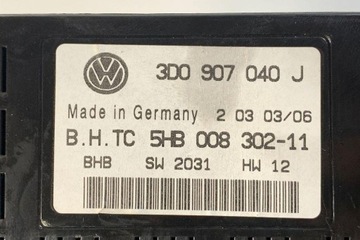 3D0 907 040 J
Made in Germany 2 03 03/06
B.H.TC 5HB 008 302-11
BHB SW 2031 HW 12